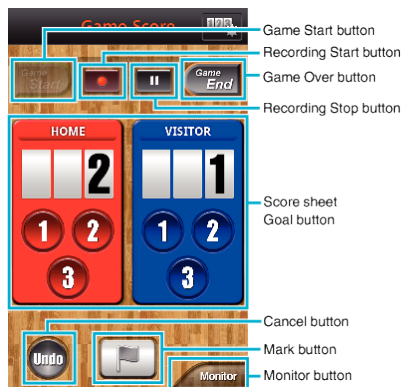 Game Score
Game Start button
Recording Start button
Game
Start
Game
End
Game Over button
Recording Stop button
HOME
VISITOR
2
1
1 2
1 2
3
3
Score sheet
Goal button
Cancel button
Undo
Mark button
Monitor
Monitor button